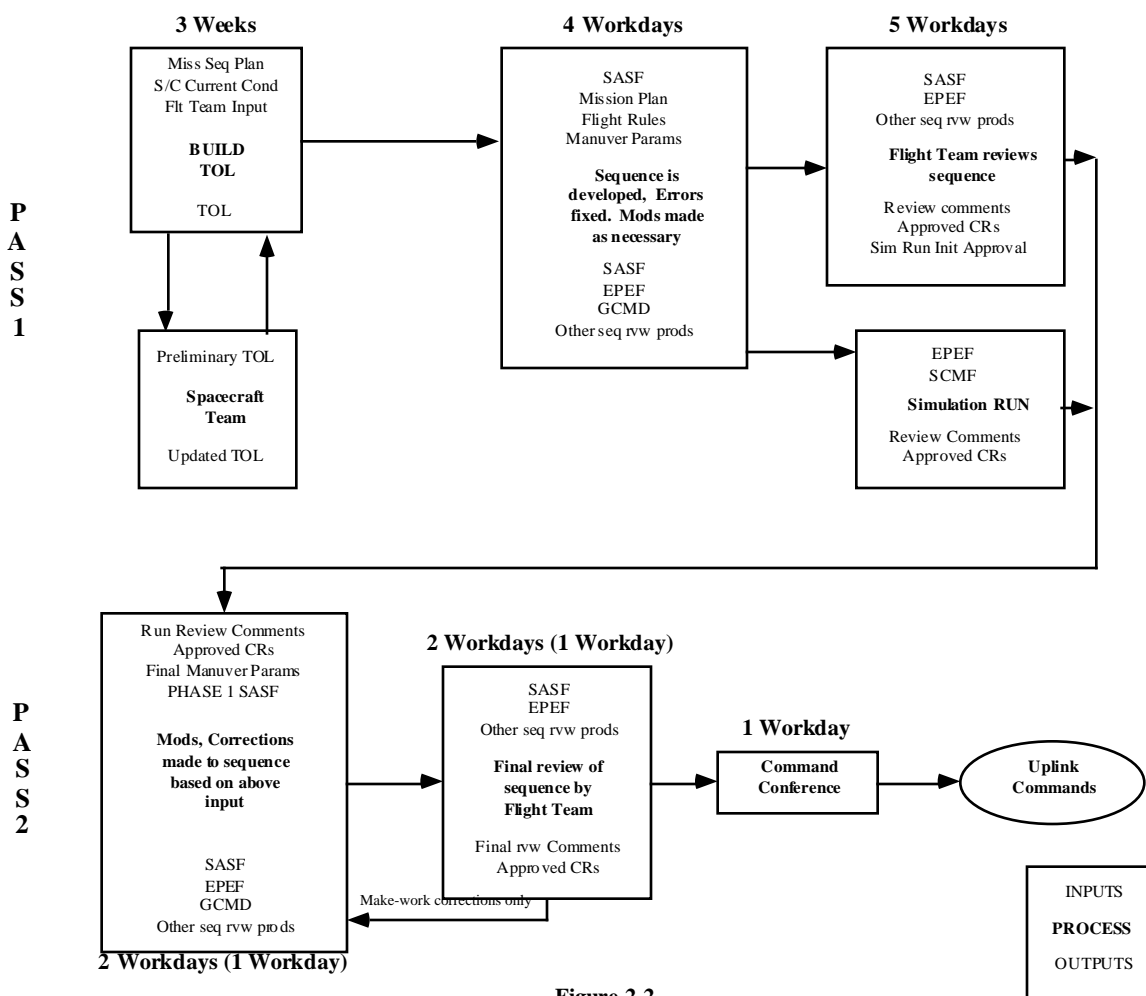 3 Weeks
Miss Seq Plan
S/C Current Cond
Flt Team Input
BUILD
TOL
TOL
4 Workdays
SASF
Mission Plan
Flight Rules
Manuver Params
Sequence is
developed, Errors
fixed. Mods made
as necessary
SASF
EPEF
GCMD
Other seq rvw prods
5 Workdays
SASF
EPEF
Other seq rvw prods
Flight Team reviews
sequence
Review comments
Approved CRs
Sim Run Init Approval
P
A
S
S
1
Preliminary TOL
Spacecraft
Team
Updated TOL
EPEF
SCMF
Simulation RUN
Review Comments
Approved CRs
P
A
S
S
2
Run Review Comments
Approved CRs
Final Manuver Params
PHASE 1 SASF
Mods, Corrections
made to sequence
based on above
input
SASF
EPEF
GCMD
Other seq rvw prods
2 Workdays (1 Workday)
2 Workdays (1 Workday)
SASF
EPEF
Other seq rvw prods
Final review of
sequence by
Flight Team
Final rvw Comments
Approved CRs
Make-work corrections only
1 Workday
Command
Conference
Uplink
Commands
INPUTS
PROCESS
OUTPUTS
Figure 2-2